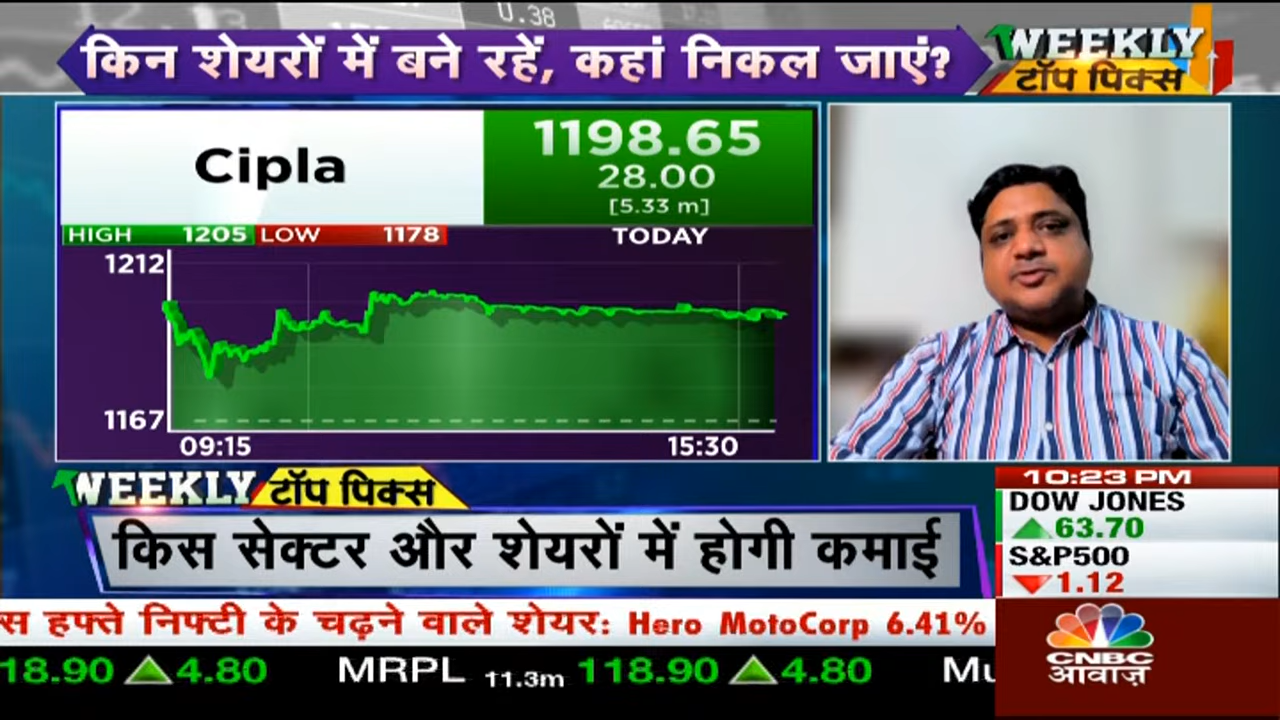 U.38
किन शेयरों में बने रहें, कहां निकल जाएं?
WEEKLY
टॉप पिक्स
Cipla
1198.65
28.00
[5.33 m]
HIGH 1205 LOW 1178
TODAY
1212
1167
09:15 15:30
WEEKLY टॉप पिक्स
किस सेक्टर और शेयरों में होगी कमाई
10:23 PM
DOW JONES
63.70
S&P500
1.12
स हफ्ते निफ्टी के चढ़ने वाले शेयर: Hero MotoCorp 6.41%
18.90 4.80 MRPL 11.3m 118.90 4.80 Mu
CNBC
आवाज़